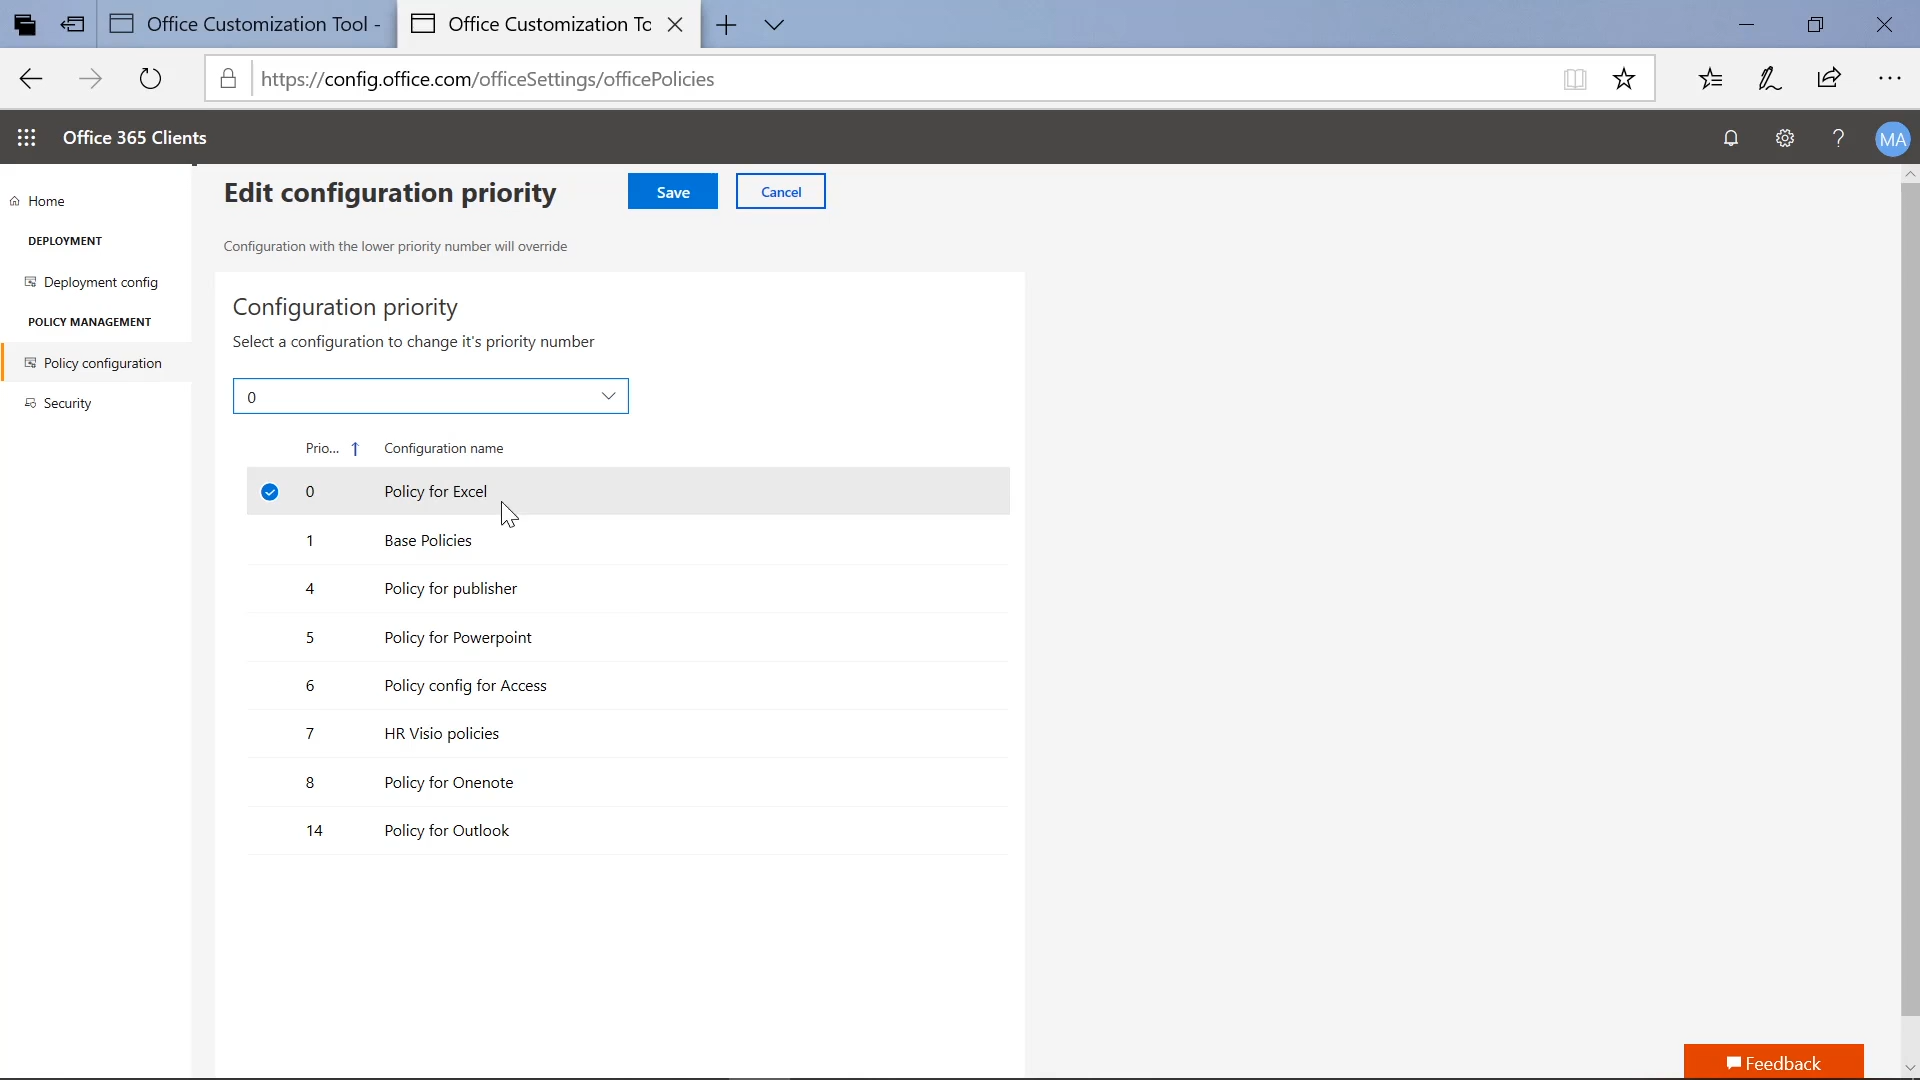 Office Customization Tool -
Office Customization To
https://config.office.com/officeSettings/officePolicies
Office 365 Clients
MA
Home
DEPLOYMENT
Deployment config
POLICY MANAGEMENT
Policy configuration
Security
Edit configuration priority
Save
Cancel
Configuration with the lower priority number will override
Configuration priority
Select a configuration to change it's priority number
0
Prio... ↑ Configuration name
0 Policy for Excel
1 Base Policies
4 Policy for publisher
5 Policy for Powerpoint
6 Policy config for Access
7 HR Visio policies
8 Policy for Onenote
14 Policy for Outlook
Feedback